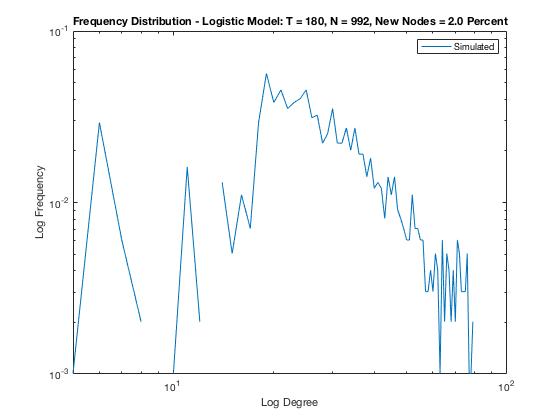 Frequency Distribution - Logistic Model: T = 180, N = 992, New Nodes = 2.0 Percent
Simulated
10^-1
10^-2
10^-3
Log Frequency
10^1
10^2
Log Degree